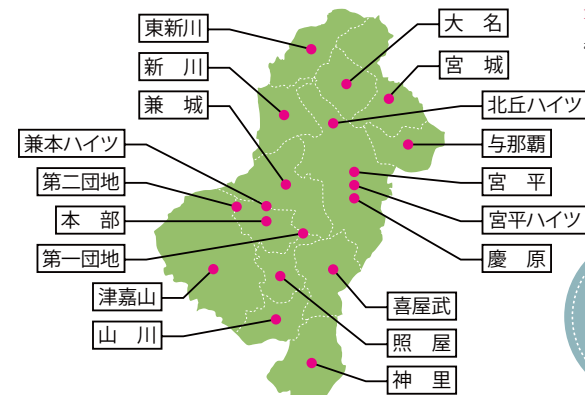 東新川
新 川
兼 城
兼本ハイツ
第二団地
本 部
第一団地
津嘉山
山 川
大 名
宮 城
北丘ハイツ
与那覇
宮 平
宮平ハイツ
慶 原
喜屋武
照 屋
神 里